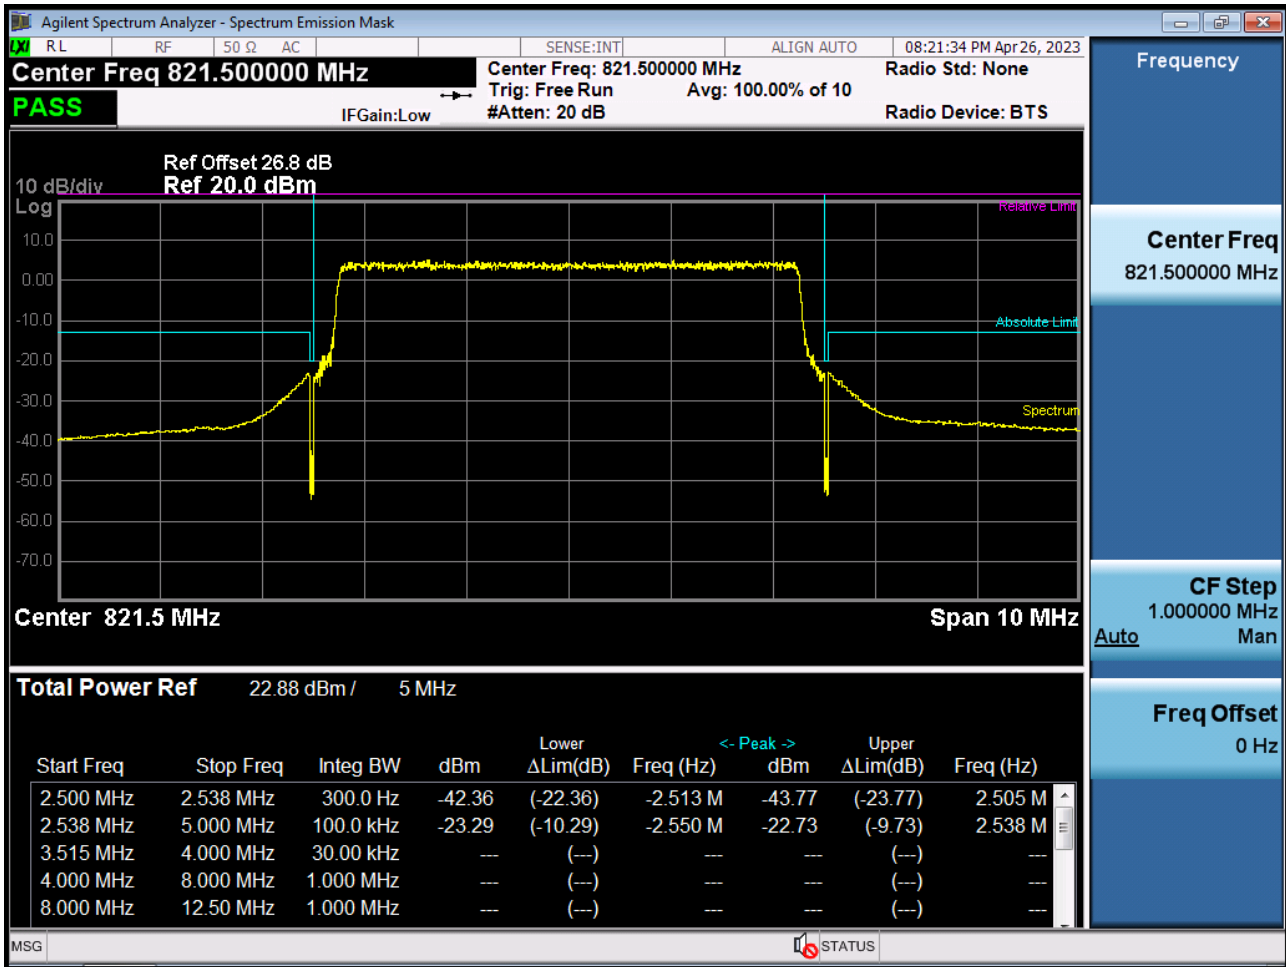 Agilent Spectrum Analyzer - Spectrum Emission Mask
LXI RL RF 50 Ω AC SENSE:INT ALIGN AUTO 08:21:34 PM Apr 26, 2023
Center Freq 821.500000 MHz
Center Freq: 821.500000 MHz
Radio Std: None
Trig: Free Run
Avg: 100.00% of 10
PASS
IFGain:Low
#Atten: 20 dB
Radio Device: BTS
Ref Offset 26.8 dB
10 dB/div
Ref 20.0 dBm
Log
Relative Limit
10.0
0.00
-10.0
Absolute Limit
-20.0
-30.0
Spectrum
-40.0
-50.0
-60.0
-70.0
Center 821.5 MHz
Span 10 MHz
Total Power Ref 22.88 dBm / 5 MHz
Lower <- Peak -> Upper
Start Freq Stop Freq Integ BW dBm ΔLim(dB) Freq (Hz) dBm ΔLim(dB) Freq (Hz)
2.500 MHz 2.538 MHz 300.0 Hz -42.36 (-22.36) -2.513 M -43.77 (-23.77) 2.505 M
2.538 MHz 5.000 MHz 100.0 kHz -23.29 (-10.29) -2.550 M -22.73 (-9.73) 2.538 M
3.515 MHz 4.000 MHz 30.00 kHz --- (---) --- --- (---) ---
4.000 MHz 8.000 MHz 1.000 MHz --- (---) --- --- (---) ---
8.000 MHz 12.50 MHz 1.000 MHz --- (---) --- --- (---) ---
MSG
STATUS
Frequency
Center Freq
821.500000 MHz
CF Step
1.000000 MHz
Auto Man
Freq Offset
0 Hz